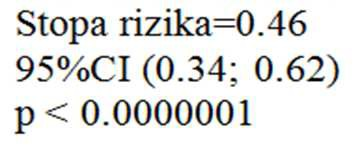 Stopa rizika=0.46
95%CI (0.34; 0.62)
p < 0.0000001